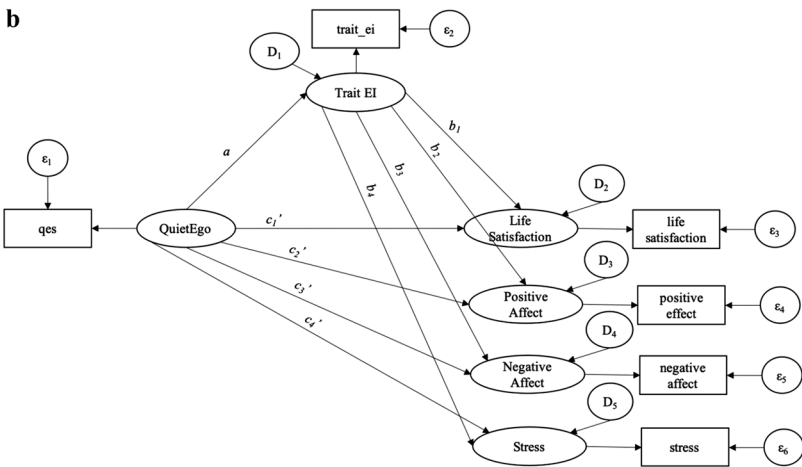 b
trait_ei
ε2
D1
Trait EI
ε1
a
b1
b2
b3
b4
D2
qes
QuietEgo
c1'
Life
Satisfaction
life
satisfaction
ε3
c2'
D3
c3'
Positive
Affect
positive
effect
ε4
c4'
D4
Negative
Affect
negative
affect
ε5
D5
Stress
stress
ε6